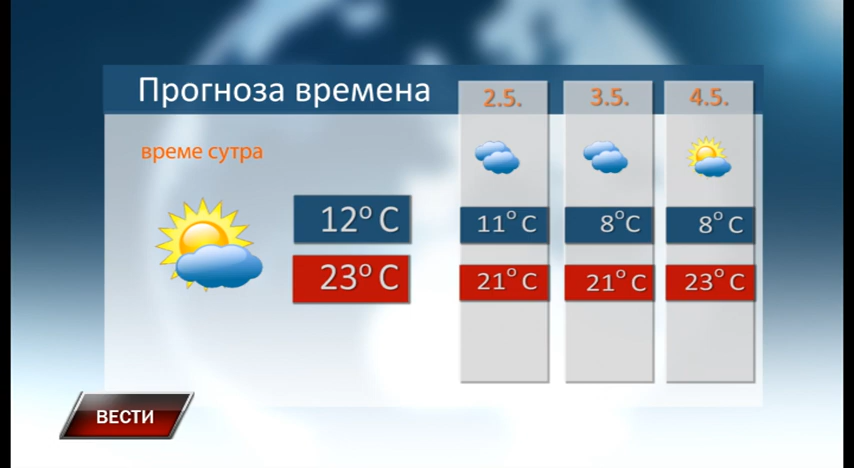 Прогноза времена
2.5. 3.5. 4.5.
време сутра
12° C 11° C 8°C 8° C
23° C 21° C 21° C 23° C
ВЕСТИ